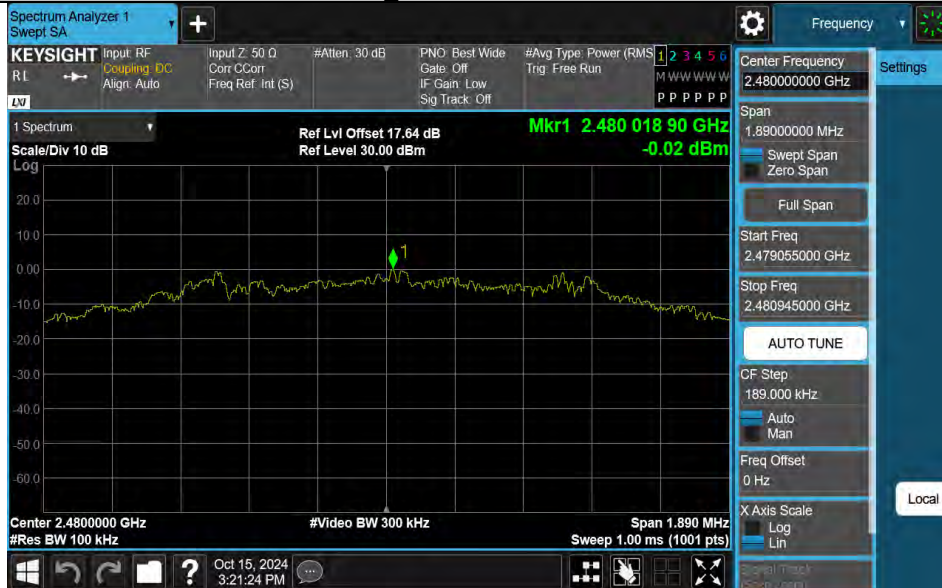 Spectrum Analyzer 1
Swept SA
Frequency
KEYSIGHT
Input: RF
Input Z: 50 Ω
#Atten: 30 dB
PNO: Best Wide
#Avg Type: Power (RMS
1 2 3 4 5 6
RL
Coupling: DC
Corr CCorr
Gate: Off
Trig: Free Run
M W W W W W
Align: Auto
Freq Ref: Int (S)
IF Gain: Low
P P P P P P
LXI
Sig Track: Off
Center Frequency
2.480000000 GHz
Settings
1 Spectrum
Ref Lvl Offset 17.64 dB
Mkr1 2.480 018 90 GHz
Scale/Div 10 dB
Ref Level 30.00 dBm
-0.02 dBm
Log
Span
1.89000000 MHz
Swept Span
Zero Span
Full Span
Start Freq
2.479055000 GHz
Stop Freq
2.480945000 GHz
AUTO TUNE
CF Step
189.000 kHz
Auto
Man
Freq Offset
0 Hz
X Axis Scale
Log
Lin
Signal Track
Local
20.0
10.0
0.00
-10.0
-20.0
-30.0
-40.0
-50.0
-60.0
1
Center 2.4800000 GHz
#Video BW 300 kHz
Span 1.890 MHz
#Res BW 100 kHz
Sweep 1.00 ms (1001 pts)
?
Oct 15, 2024
3:21:24 PM